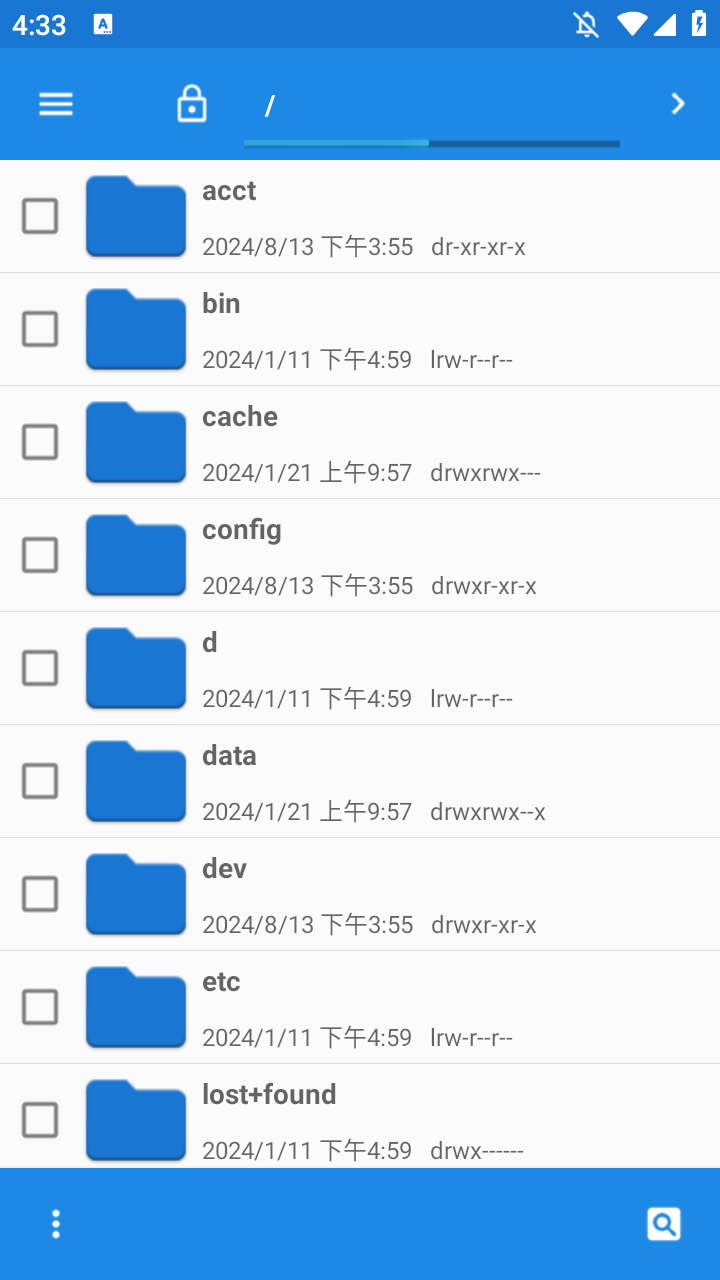 4:33
A
/
acct
2024/8/13 下午3:55 dr-xr-xr-x
bin
2024/1/11 下午4:59 lrw-r--r--
cache
2024/1/21 上午9:57 drwxrwx---
config
2024/8/13 下午3:55 drwxr-xr-x
d
2024/1/11 下午4:59 lrw-r--r--
data
2024/1/21 上午9:57 drwxrwx--x
dev
2024/8/13 下午3:55 drwxr-xr-x
etc
2024/1/11 下午4:59 lrw-r--r--
lost+found
2024/1/11 下午4:59 drwx------